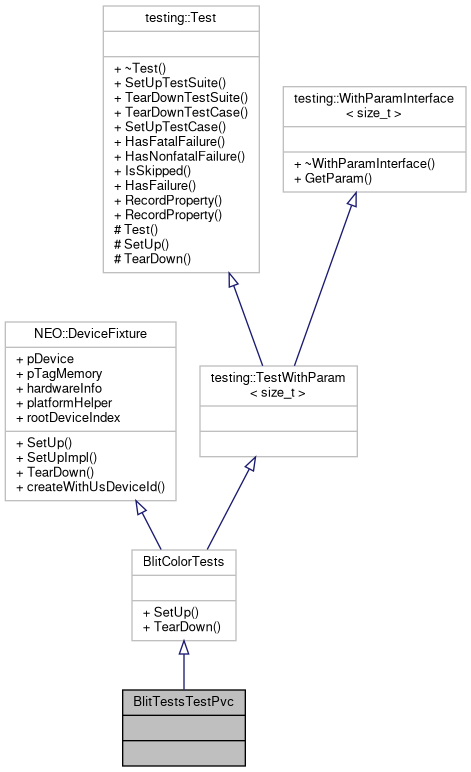 testing::Test
+ ~Test()
+ SetUpTestSuite()
+ TearDownTestSuite()
+ TearDownTestCase()
+ SetUpTestCase()
+ HasFatalFailure()
+ HasNonfatalFailure()
+ IsSkipped()
+ HasFailure()
+ RecordProperty()
+ RecordProperty()
# Test()
# SetUp()
# TearDown()
testing::WithParamInterface
< size_t >
+ ~WithParamInterface()
+ GetParam()
NEO::DeviceFixture
+ pDevice
+ pTagMemory
+ hardwareInfo
+ platformHelper
+ rootDeviceIndex
+ SetUp()
+ SetUpImpl()
+ TearDown()
+ createWithUsDeviceId()
testing::TestWithParam
< size_t >
BlitColorTests
+ SetUp()
+ TearDown()
BlitTestsTestPvc